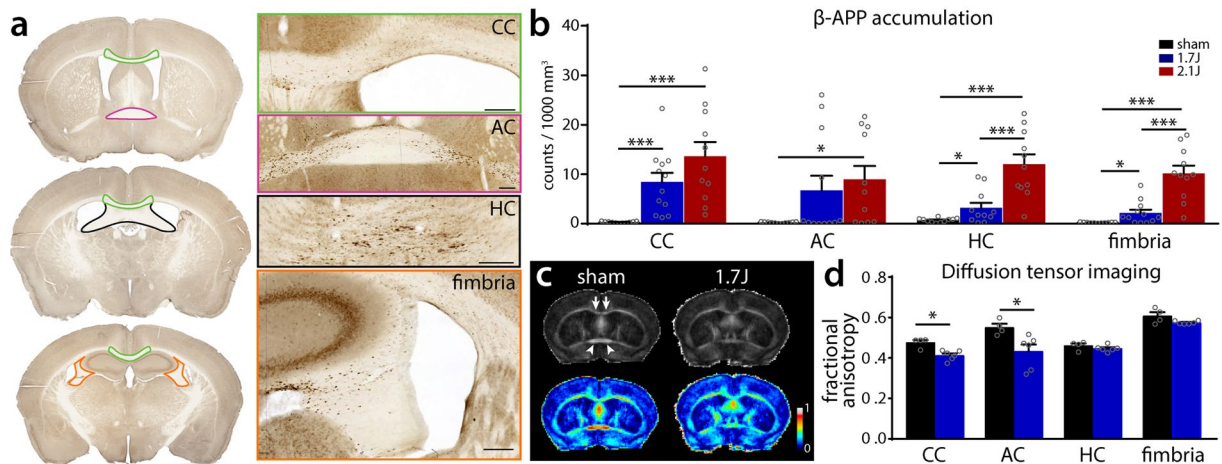 a
CC
AC
HC
fimbria
b
β-APP accumulation
sham
1.7J
2.1J
counts / 1000 mm³
40
30
20
10
0
***
***
*
***
*
***
***
*
***
CC
AC
HC
fimbria
c
sham
1.7J
1
0
d
Diffusion tensor imaging
fractional
anisotropy
0.8
0.6
0.4
0.2
0.0
*
*
CC
AC
HC
fimbria